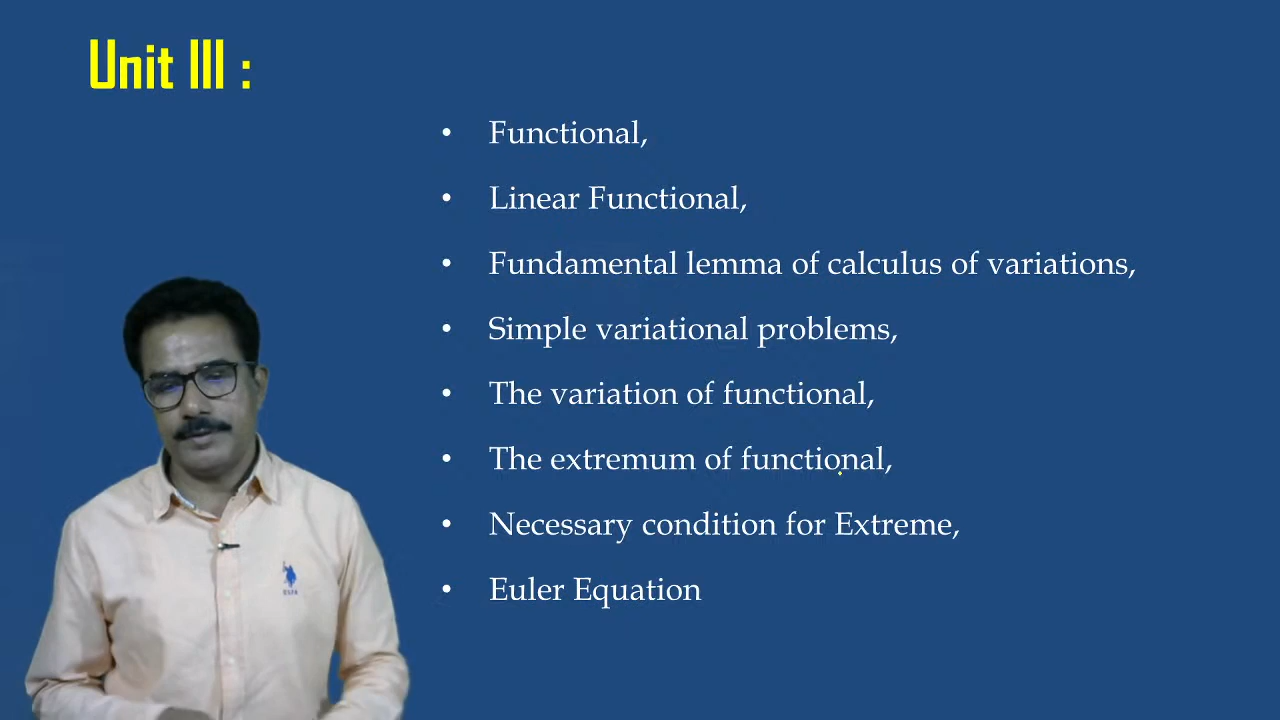 Unit III :
• Functional,
• Linear Functional,
• Fundamental lemma of calculus of variations,
• Simple variational problems,
• The variation of functional,
• The extremum of functional,
• Necessary condition for Extreme,
• Euler Equation